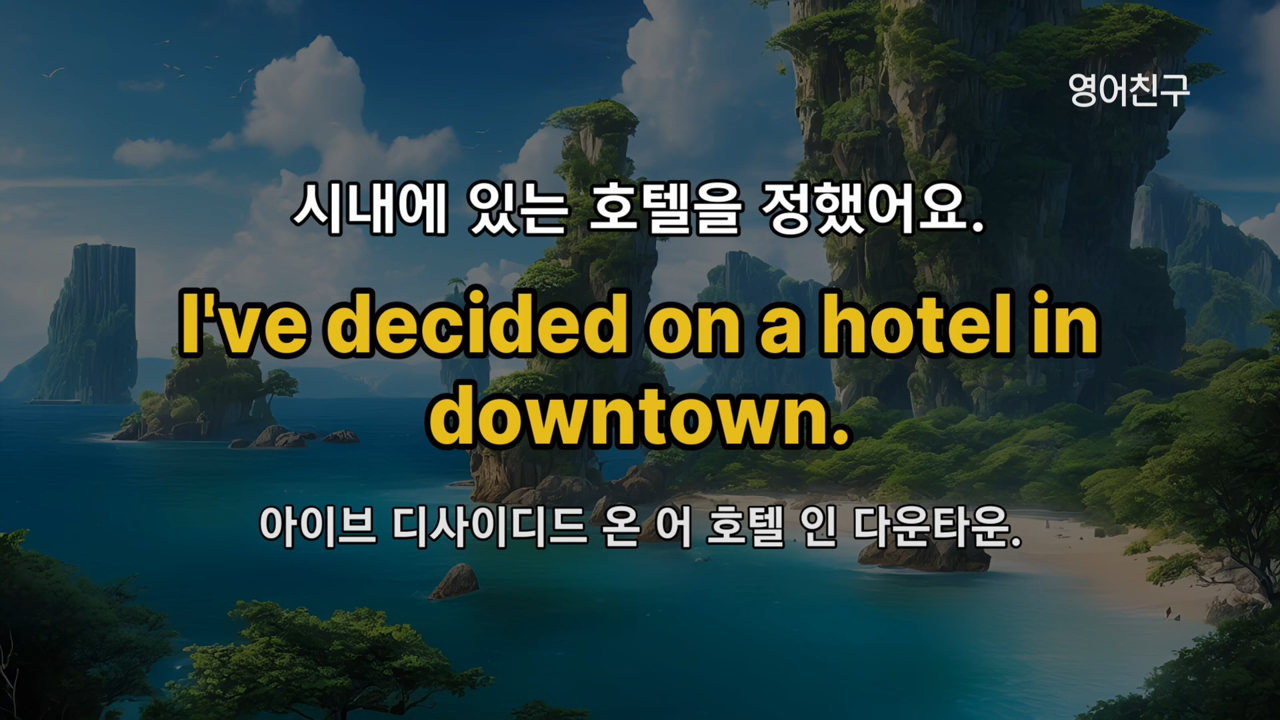 영어친구
시내에 있는 호텔을 정했어요.
I've decided on a hotel in
downtown.
아이브 디사이디드 온 어 호텔 인 다운타운.